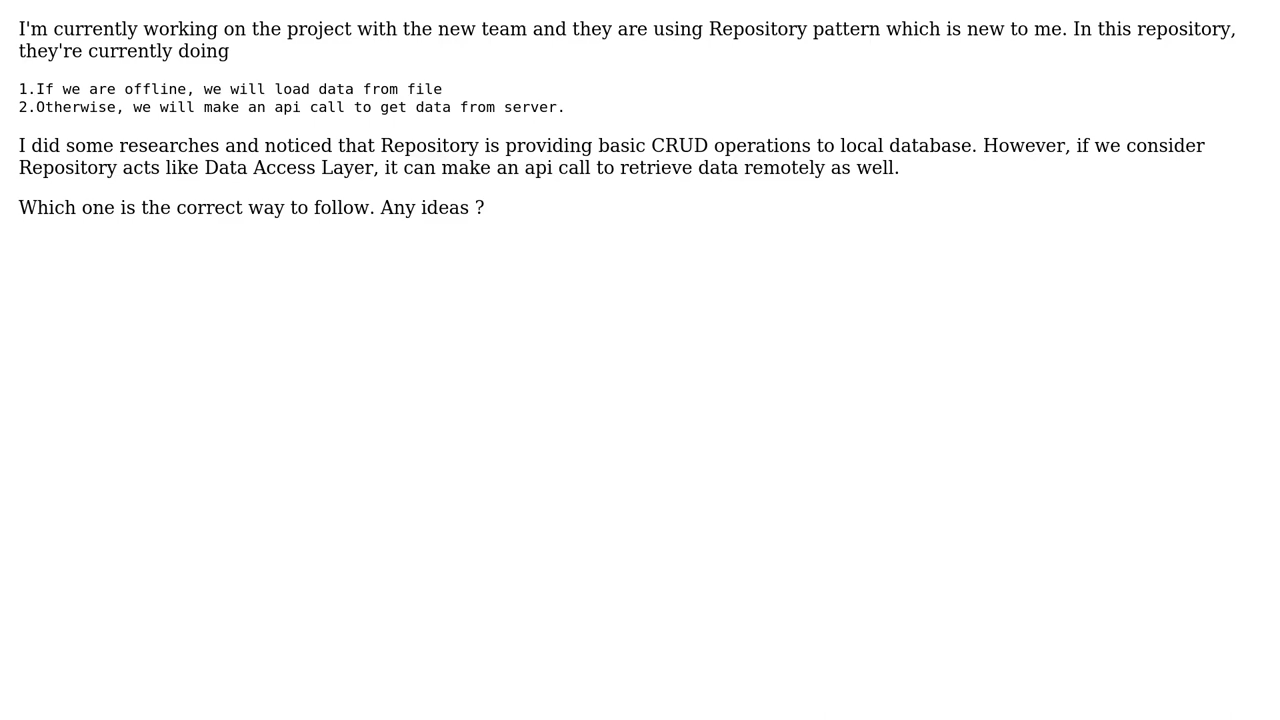 I'm currently working on the project with the new team and they are using Repository pattern which is new to me. In this repository,
they're currently doing
1.If we are offline, we will load data from file
2.Otherwise, we will make an api call to get data from server.
I did some researches and noticed that Repository is providing basic CRUD operations to local database. However, if we consider
Repository acts like Data Access Layer, it can make an api call to retrieve data remotely as well.
Which one is the correct way to follow. Any ideas ?